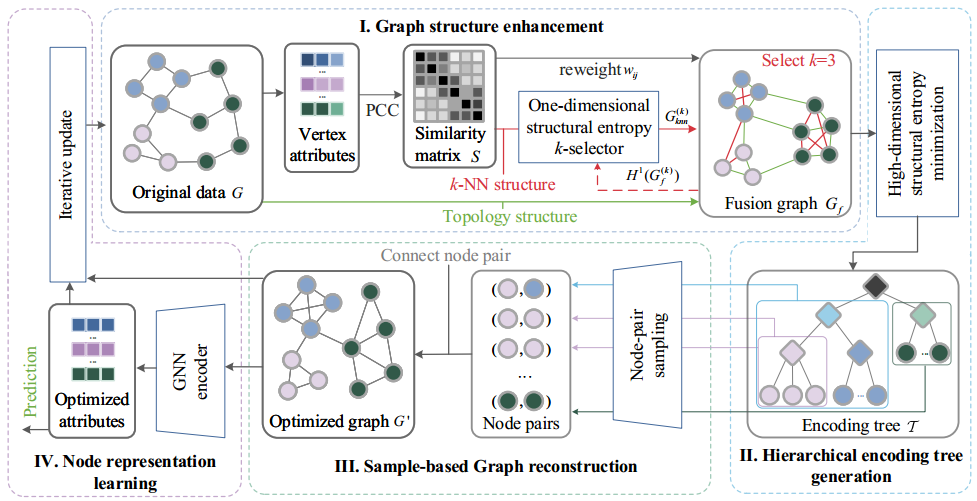 I. Graph structure enhancement
Iterative update
Original data G
...
Vertex
attributes
PCC
Similarity
matrix S
reweight w_ij
One-dimensional
structural entropy
k-selector
G_knn^(k)
H^1(G_f^(k))
k-NN structure
Topology structure
Select k=3
Fusion graph G_f
High-dimensional
structural entropy
minimization
Connect node pair
Prediction
...
...
Optimized
attributes
GNN
encoder
Optimized graph G'
( , )
( , )
( , )
...
( , )
Node pairs
Node-pair
sampling
...
...
Encoding tree 𝒯
IV. Node representation
learning
III. Sample-based Graph reconstruction
II. Hierarchical encoding tree
generation